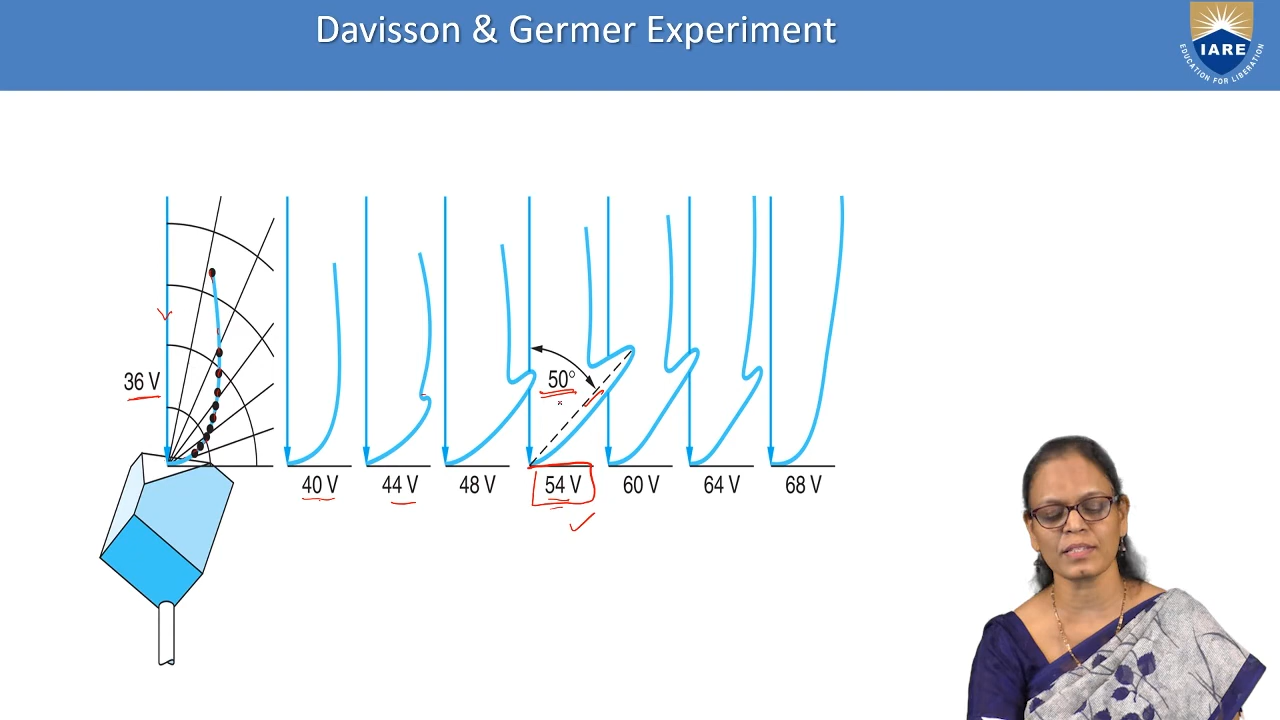 Davisson & Germer Experiment
IARE
EDUCATION FOR LIBERATION
36 V
50°
40 V
44 V
48 V
54 V
60 V
64 V
68 V